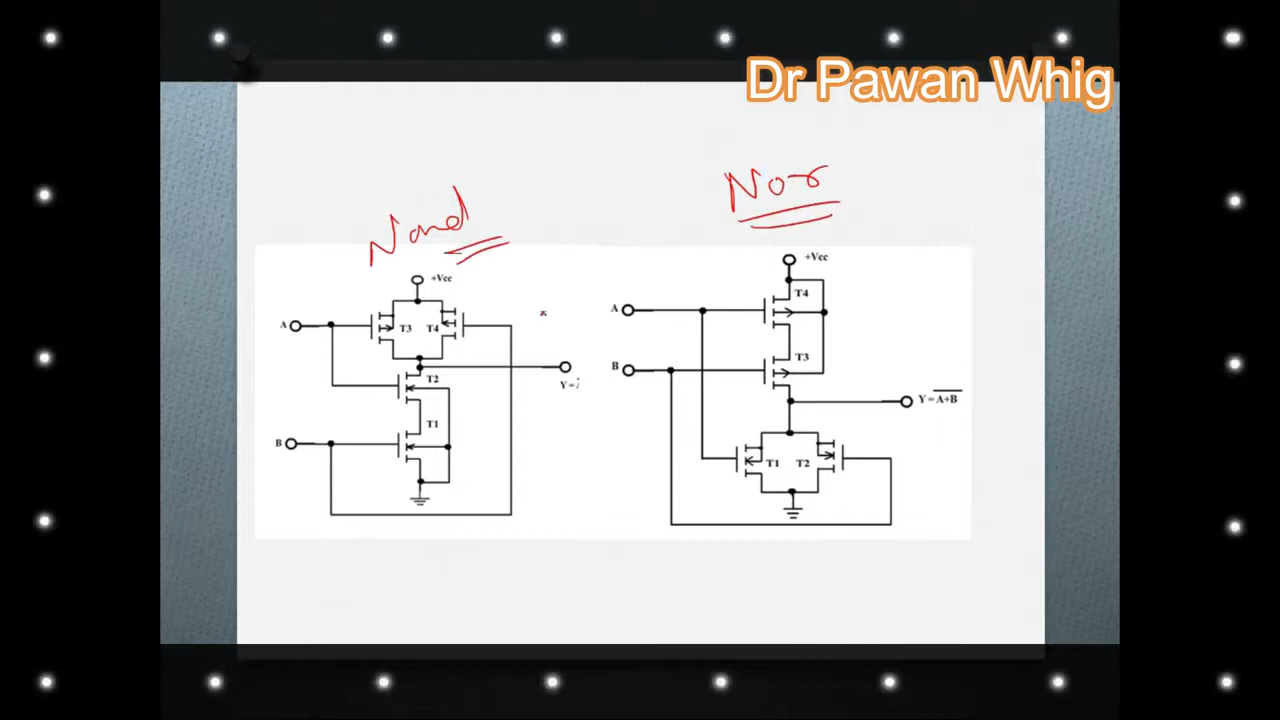 Dr Pawan Whig
Nand
Nor
+Vcc
A
T3 T4
T2
T1
B
Y=
+Vcc
A
T4
B
T3
Y=A+B
T1 T2